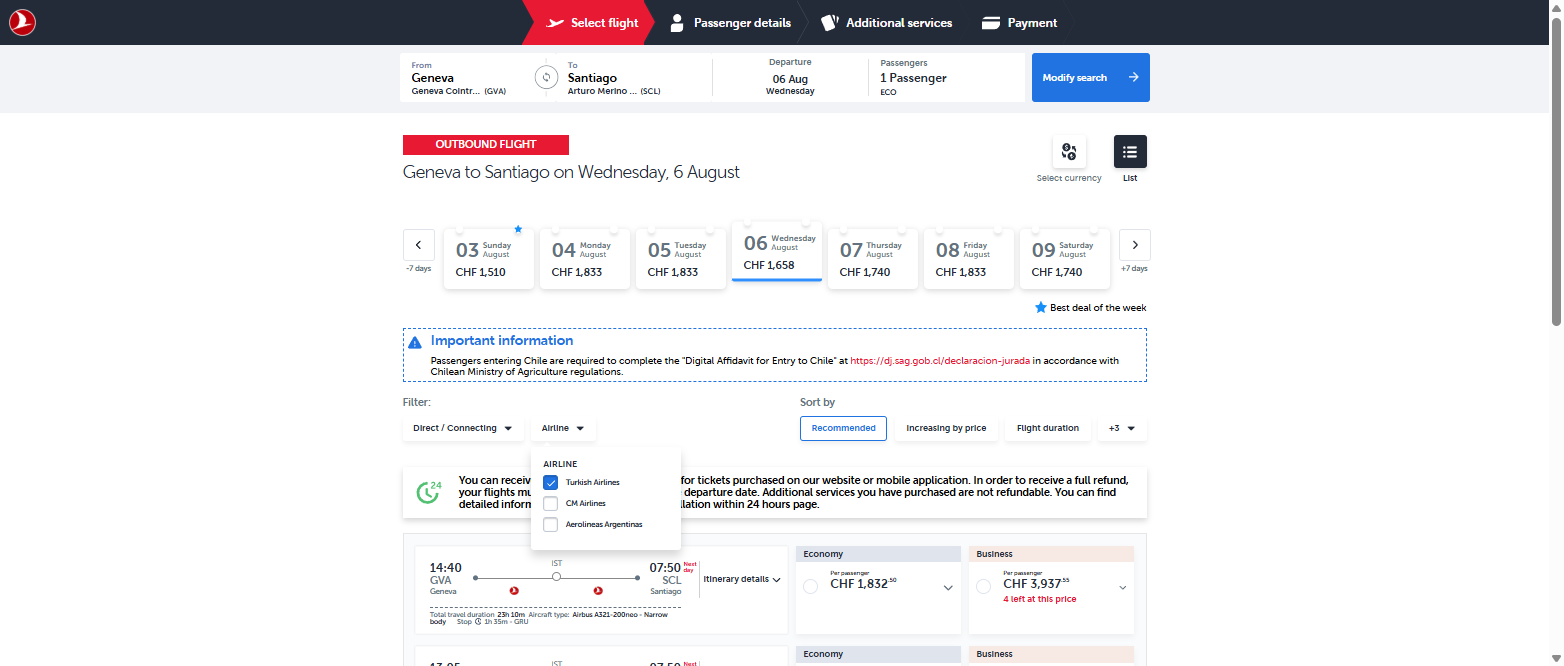 Select flight
Passenger details
Additional services
Payment
From
Geneva
Geneva Cointr... (GVA)
To
Santiago
Arturo Merino ... (SCL)
Departure
06 Aug
Wednesday
Passengers
1 Passenger
ECO
Modify search
OUTBOUND FLIGHT
Geneva to Santiago on Wednesday, 6 August
Select currency
List
-7 days
03 Sunday August
CHF 1,510
04 Monday August
CHF 1,833
05 Tuesday August
CHF 1,833
06 Wednesday August
CHF 1,658
07 Thursday August
CHF 1,740
08 Friday August
CHF 1,833
09 Saturday August
CHF 1,740
+7 days
Best deal of the week
Important information
Passengers entering Chile are required to complete the "Digital Affidavit for Entry to Chile" at https://dj.sag.gob.cl/declaracion-jurada in accordance with
Chilean Ministry of Agriculture regulations.
Filter:
Sort by
Direct / Connecting
Airline
Recommended
Increasing by price
Flight duration
+3
AIRLINE
Turkish Airlines
CM Airlines
Aerolineas Argentinas
24
You can receiv for tickets purchased on our website or mobile application. In order to receive a full refund,
your flights mu departure date. Additional services you have purchased are not refundable. You can find
detailed inform llation within 24 hours page.
14:40
GVA
Geneva
IST
07:50 Next day
SCL
Santiago
Itinerary details
Total travel duration 23h 10m Aircraft type: Airbus A321-200neo - Narrow
body Stop 1h 35m - GRU
Economy
Per passenger
CHF 1,832.50
Business
Per passenger
CHF 3,937.55
4 left at this price
IST
Next
Economy
Business